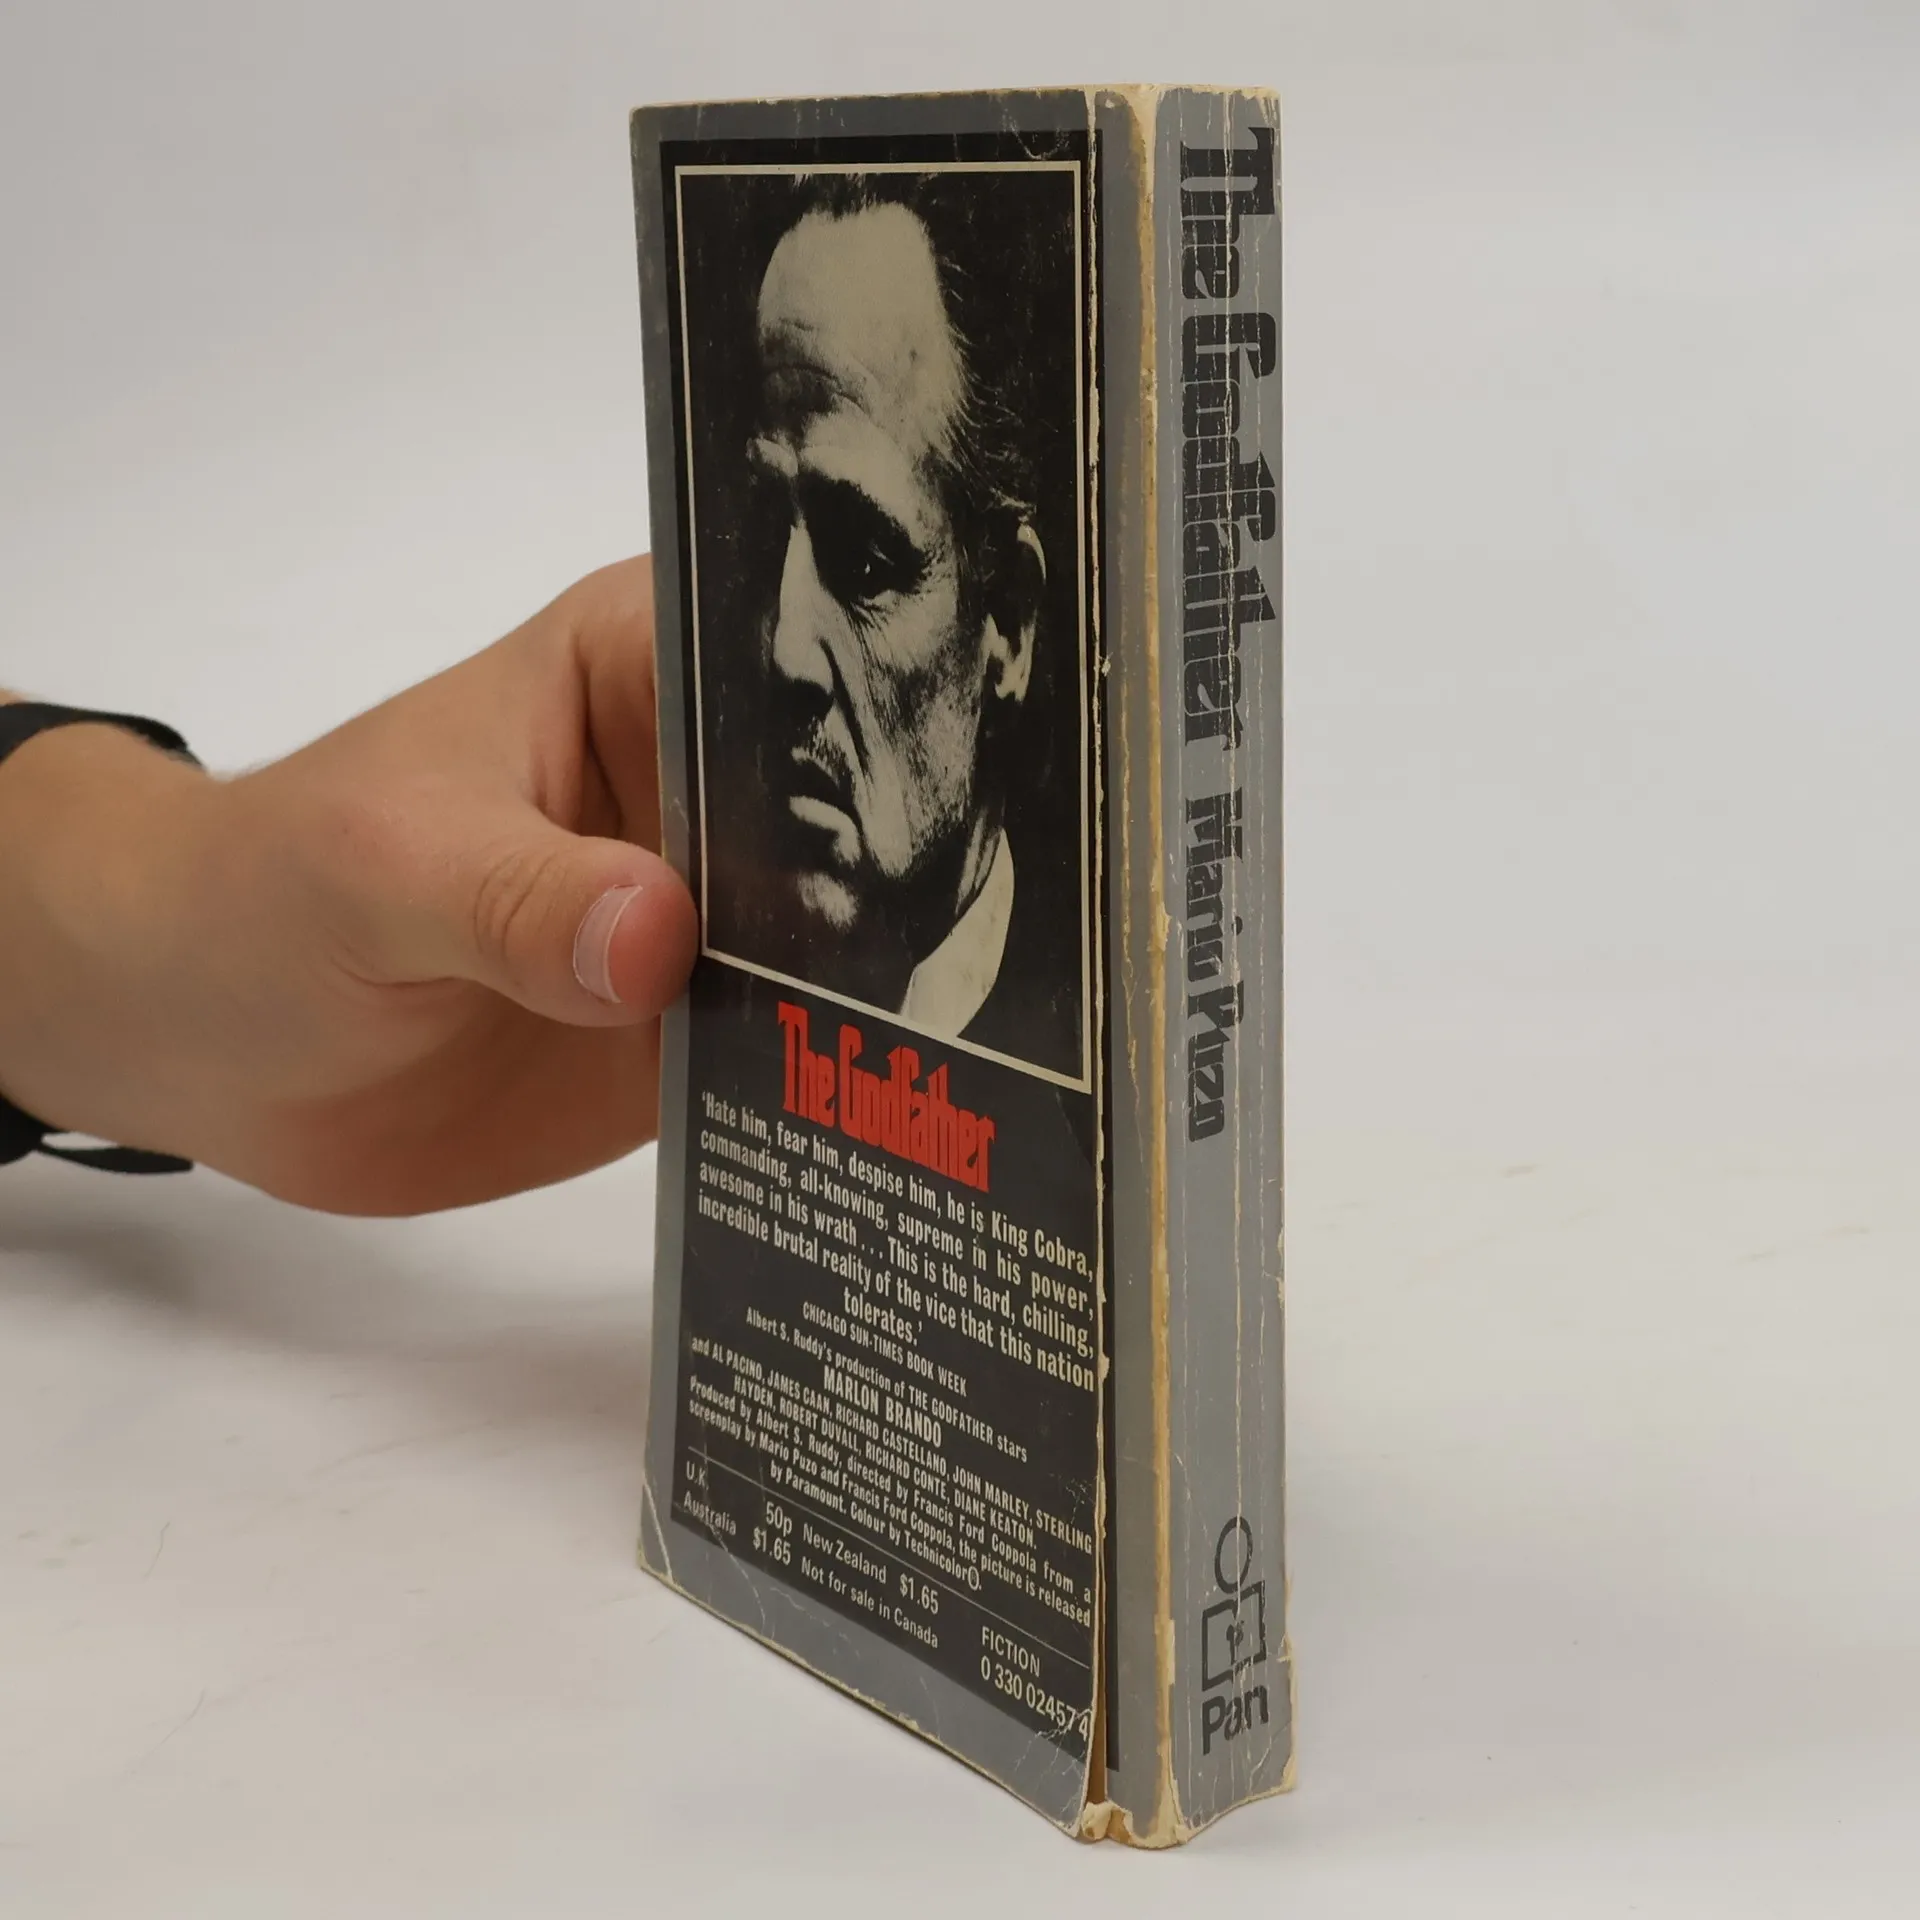 The Godfather
'Hate him, fear him, despise him, he is King Cobra,
commanding, all-knowing, supreme in his power,
awesome in his wrath ... This is the hard, chilling,
incredible brutal reality of the vice that this nation
tolerates.'
CHICAGO SUN-TIMES BOOK WEEK
Albert S. Ruddy's production of THE GODFATHER stars
MARLON BRANDO
and AL PACINO, JAMES CAAN, RICHARD CASTELLANO, JOHN MARLEY, STERLING
HAYDEN, ROBERT DUVALL, RICHARD CONTE, DIANE KEATON.
Produced by Albert S. Ruddy, directed by Francis Ford Coppola from a
screenplay by Mario Puzo and Francis Ford Coppola, the picture is released
by Paramount. Colour by Technicolor®.
U.K. 50p New Zealand $1.65
Australia $1.65 Not for sale in Canada
FICTION
0 330 02457 4
The Godfather Mario Puzo
Pan